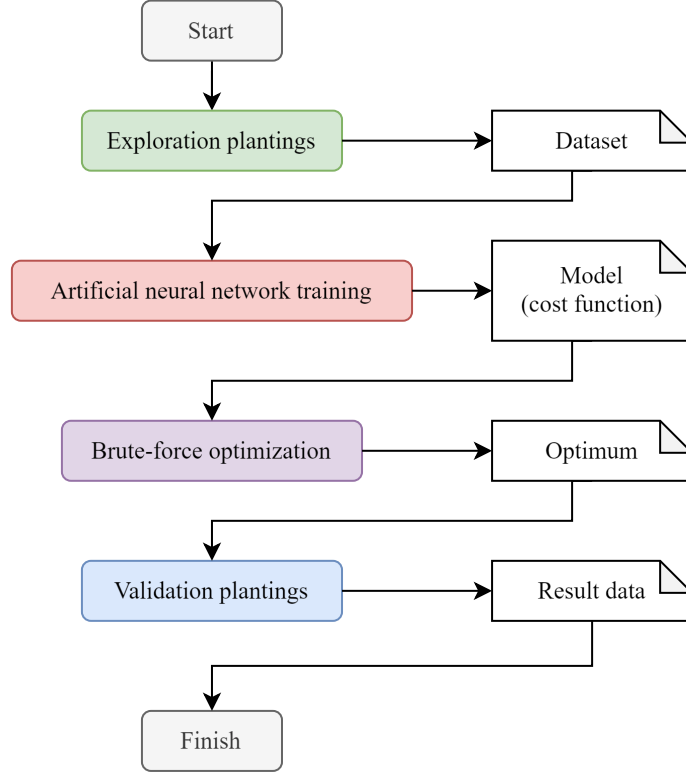 Start
Exploration plantings
Dataset
Artificial neural network training
Model
(cost function)
Brute-force optimization
Optimum
Validation plantings
Result data
Finish